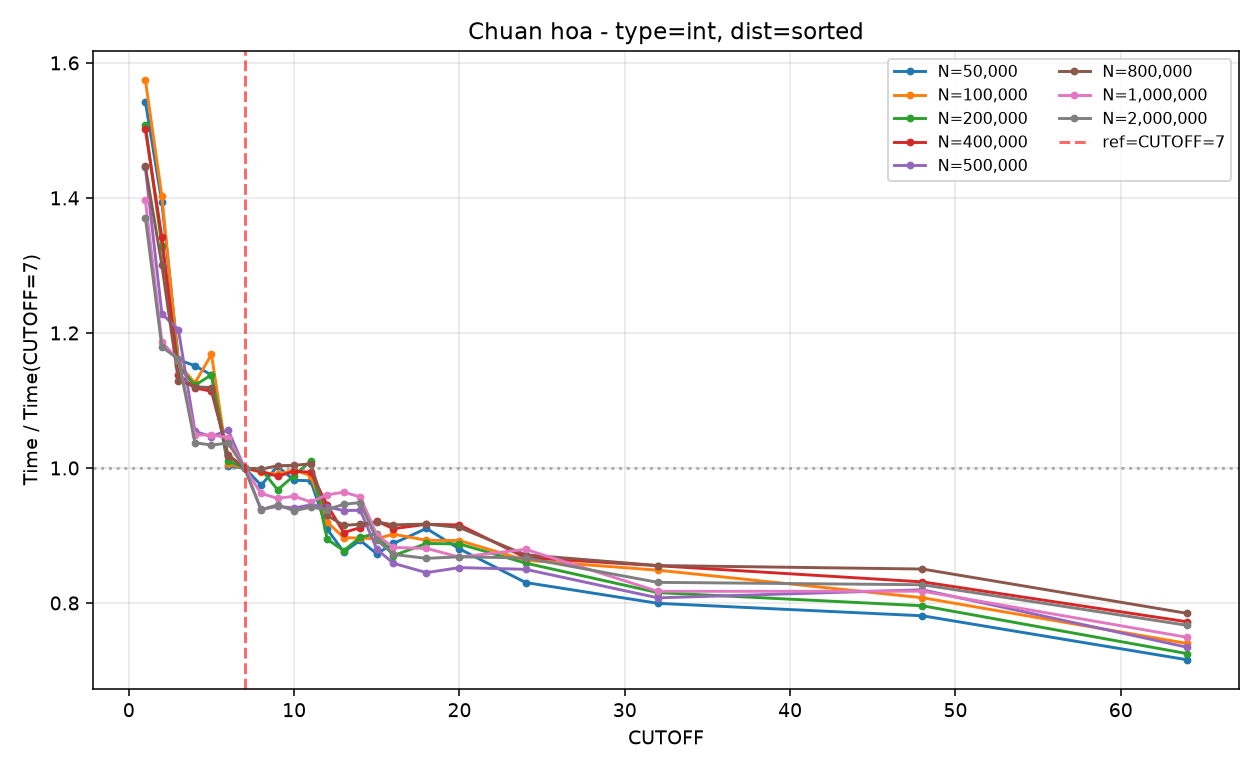 Chuan hoa - type=int, dist=sorted
Time / Time(CUTOFF=7)
1.6
1.4
1.2
1.0
0.8
N=50,000
N=100,000
N=200,000
N=400,000
N=500,000
N=800,000
N=1,000,000
N=2,000,000
ref=CUTOFF=7
0 10 20 30 40 50 60
CUTOFF